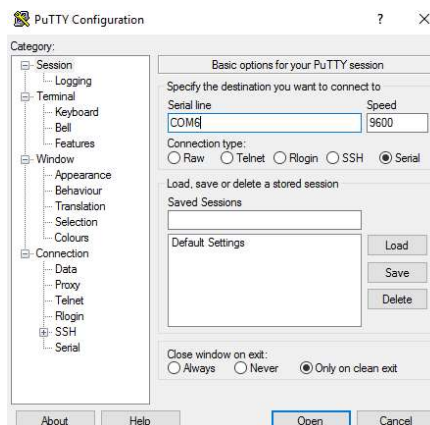 PuTTY Configuration
? X
Category:
Session
Logging
Terminal
Keyboard
Bell
Features
Window
Appearance
Behaviour
Translation
Selection
Colours
Connection
Data
Proxy
Telnet
Rlogin
SSH
Serial
Basic options for your PuTTY session
Specify the destination you want to connect to
Serial line Speed
COM6 9600
Connection type:
Raw Telnet Rlogin SSH Serial
Load, save or delete a stored session
Saved Sessions
Default Settings
Load
Save
Delete
Close window on exit:
Always Never Only on clean exit
About Help Open Cancel